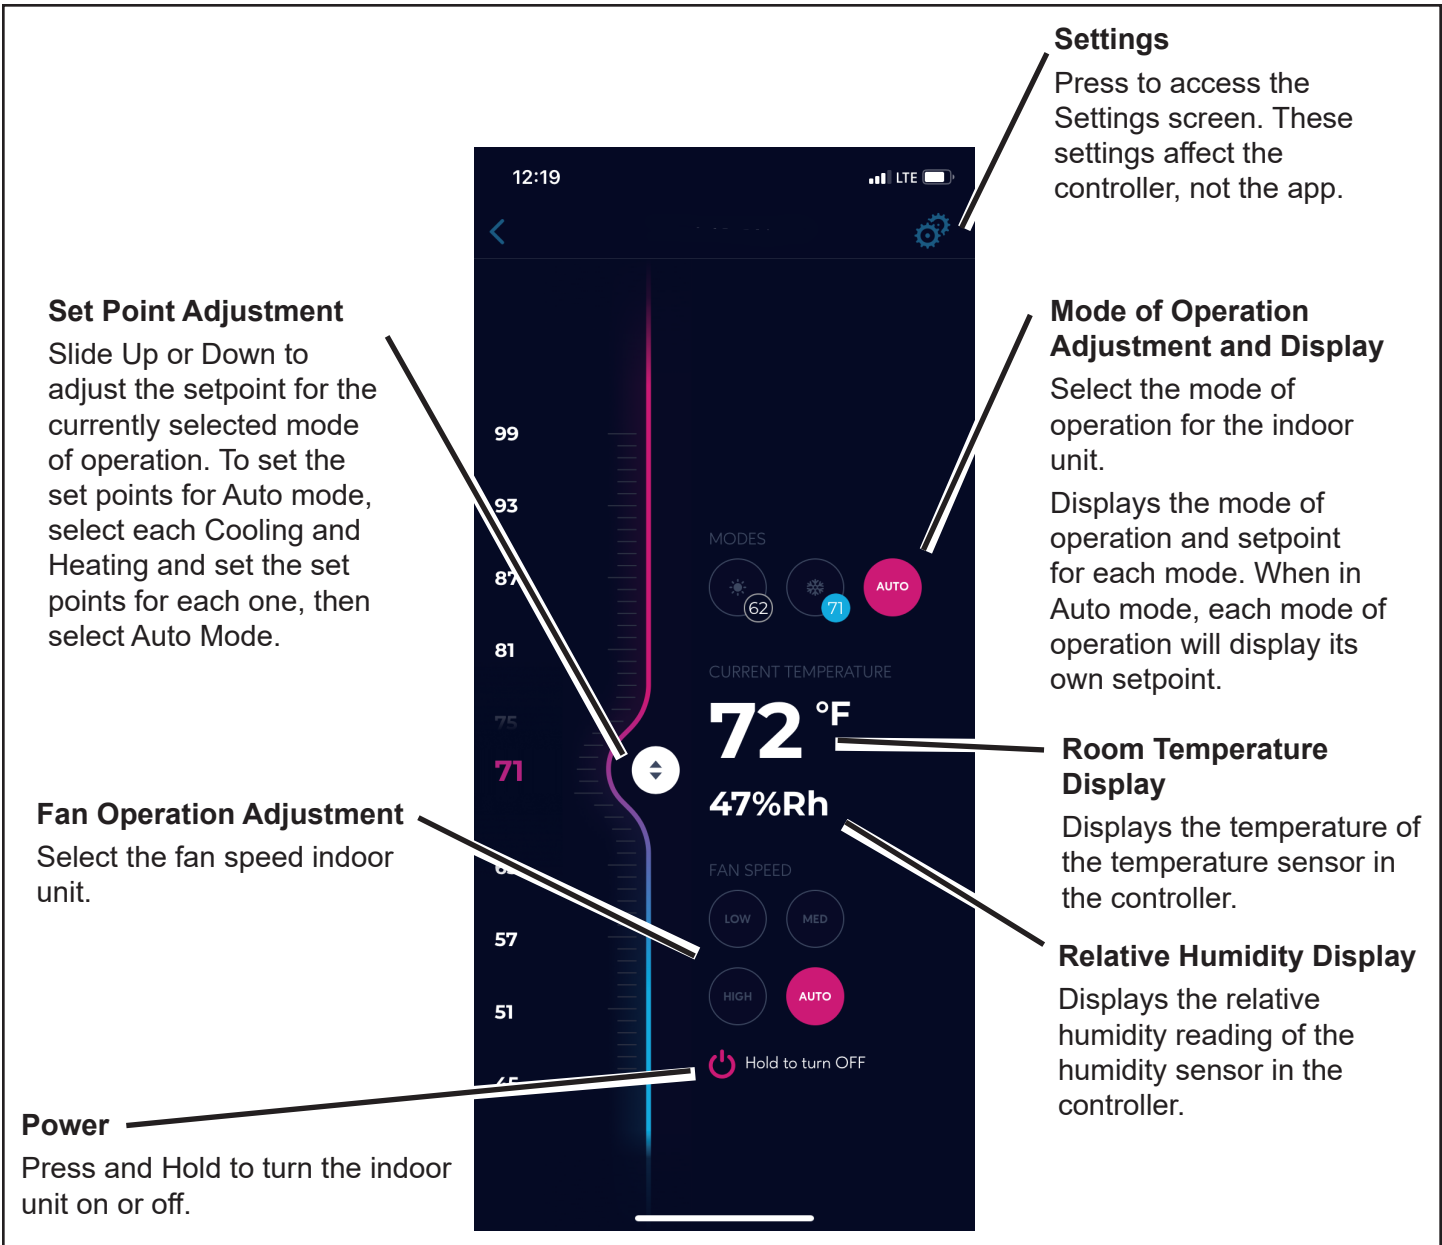 Settings
Press to access the
Settings screen. These
settings affect the
controller, not the app.
12:19
LTE
Set Point Adjustment
Slide Up or Down to
adjust the setpoint for the
currently selected mode
of operation. To set the
set points for Auto mode,
select each Cooling and
Heating and set the set
points for each one, then
select Auto Mode.
Fan Operation Adjustment
Select the fan speed indoor
unit.
Power
Press and Hold to turn the indoor
unit on or off.
99
93
87
81
75
71
57
51
45
MODES
62
71
AUTO
CURRENT TEMPERATURE
72 °F
47%Rh
FAN SPEED
LOW
MED
HIGH
AUTO
Hold to turn OFF
Mode of Operation
Adjustment and Display
Select the mode of
operation for the indoor
unit.
Displays the mode of
operation and setpoint
for each mode. When in
Auto mode, each mode of
operation will display its
own setpoint.
Room Temperature
Display
Displays the temperature of
the temperature sensor in
the controller.
Relative Humidity Display
Displays the relative
humidity reading of the
humidity sensor in the
controller.